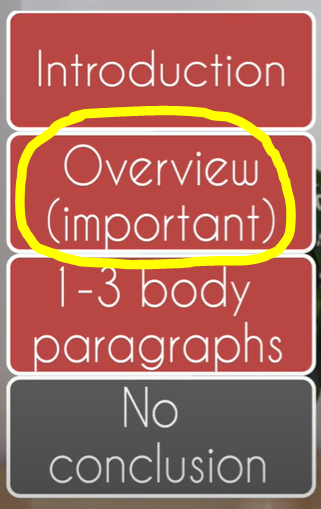 Introduction
Overview
(important)
1-3 body
paragraphs
No
conclusion